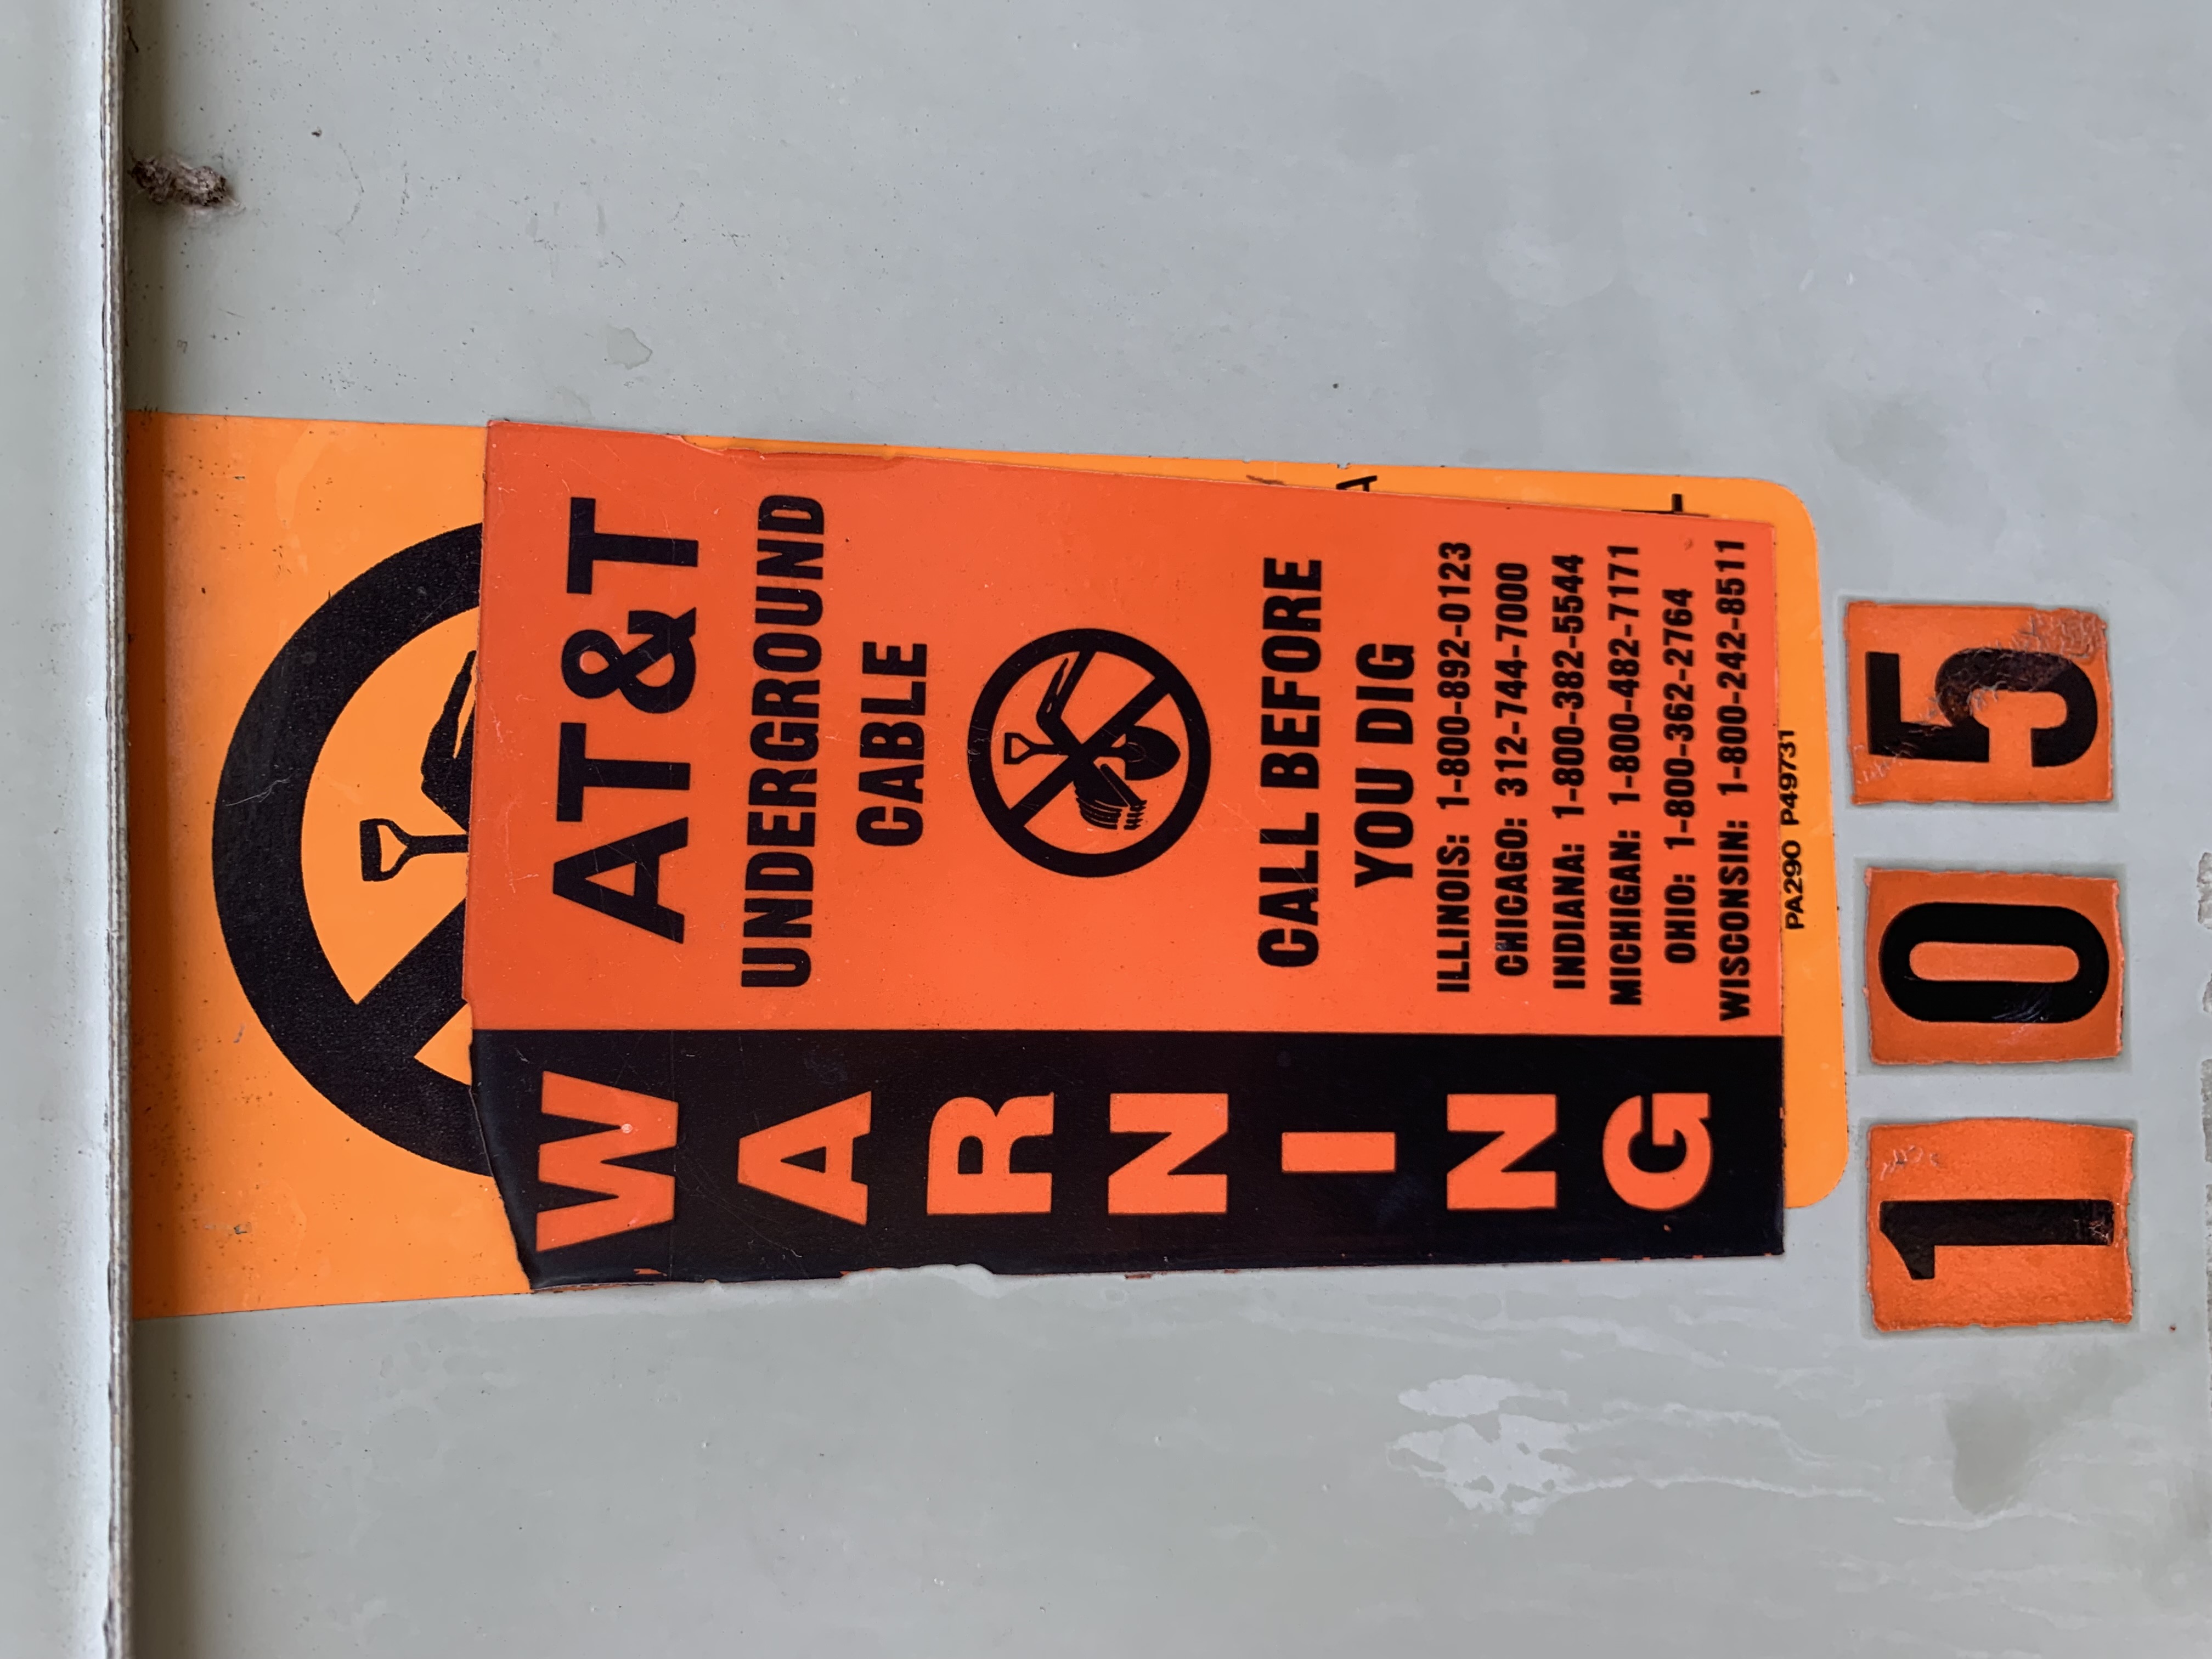 WARNING
AT&T
UNDERGROUND
CABLE
CALL BEFORE
YOU DIG
ILLINOIS: 1-800-892-0123
CHICAGO: 312-744-7000
INDIANA: 1-800-382-5544
MICHIGAN: 1-800-482-7171
OHIO: 1-800-362-2764
WISCONSIN: 1-800-242-8511
A
PA290 P49731
105